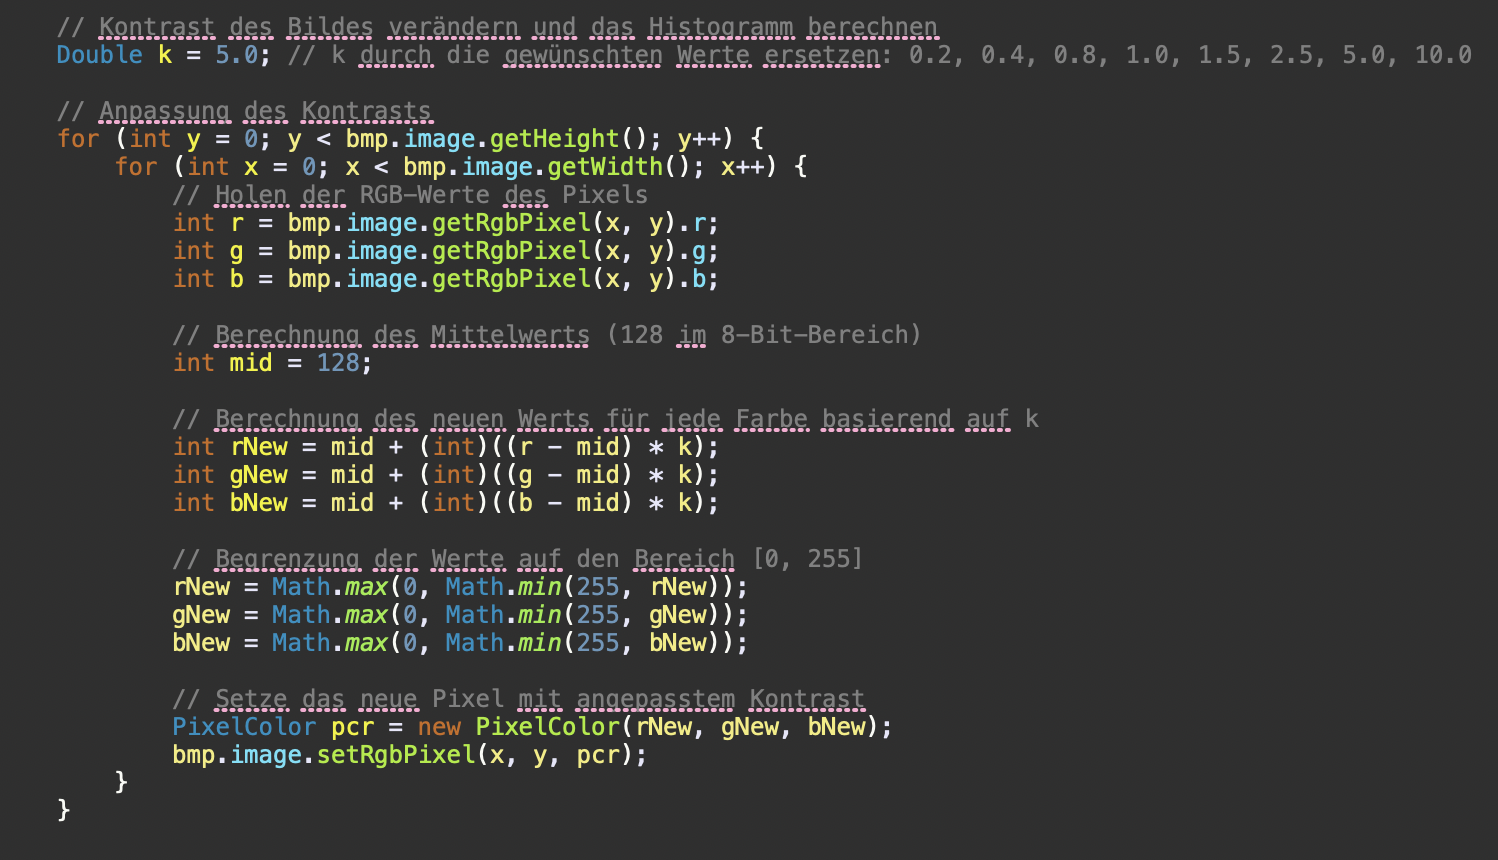 // Kontrast des Bildes verändern und das Histogramm berechnen
Double k = 5.0; // k durch die gewünschten Werte ersetzen: 0.2, 0.4, 0.8, 1.0, 1.5, 2.5, 5.0, 10.0

// Anpassung des Kontrasts
for (int y = 0; y < bmp.image.getHeight(); y++) {
    for (int x = 0; x < bmp.image.getWidth(); x++) {
        // Holen der RGB-Werte des Pixels
        int r = bmp.image.getRgbPixel(x, y).r;
        int g = bmp.image.getRgbPixel(x, y).g;
        int b = bmp.image.getRgbPixel(x, y).b;

        // Berechnung des Mittelwerts (128 im 8-Bit-Bereich)
        int mid = 128;

        // Berechnung des neuen Werts für jede Farbe basierend auf k
        int rNew = mid + (int)((r - mid) * k);
        int gNew = mid + (int)((g - mid) * k);
        int bNew = mid + (int)((b - mid) * k);

        // Begrenzung der Werte auf den Bereich [0, 255]
        rNew = Math.max(0, Math.min(255, rNew));
        gNew = Math.max(0, Math.min(255, gNew));
        bNew = Math.max(0, Math.min(255, bNew));

        // Setze das neue Pixel mit angepasstem Kontrast
        PixelColor pcr = new PixelColor(rNew, gNew, bNew);
        bmp.image.setRgbPixel(x, y, pcr);
    }
}